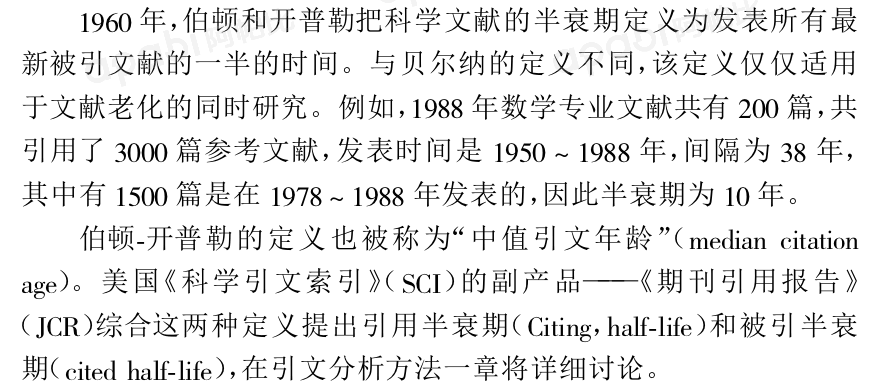 1960 年,伯顿和开普勒把科学文献的半衰期定义为发表所有最
新被引文献的一半的时间。与贝尔纳的定义不同,该定义仅仅适用
于文献老化的同时研究。例如,1988 年数学专业文献共有 200 篇,共
引用了 3000 篇参考文献,发表时间是 1950 ~ 1988 年,间隔为 38 年,
其中有 1500 篇是在 1978 ~ 1988 年发表的,因此半衰期为 10 年。
伯顿-开普勒的定义也被称为“中值引文年龄”(median citation
age)。美国《科学引文索引》(SCI)的副产品——《期刊引用报告》
(JCR)综合这两种定义提出引用半衰期(Citing, half-life)和被引半衰
期(cited half-life),在引文分析方法一章将详细讨论。